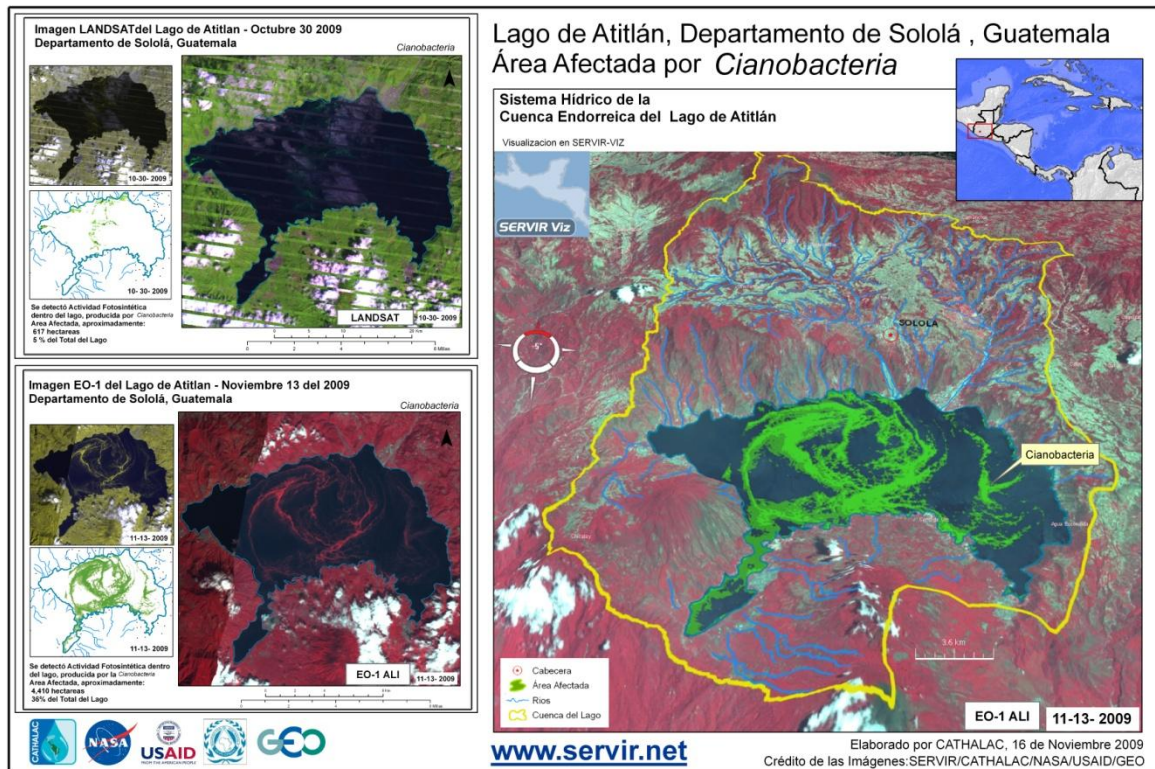 Imagen LANDSATdel Lago de Atitlan - Octubre 30 2009
Departamento de Sololá, Guatemala
Cianobacteria
10-30- 2009
10- 30- 2009
Se detectó Actividad Fotosintética
dentro del lago, producida por Cianobacteria
Area Afectada, aproximadamente:
617 hectareas
5 % del Total del Lago
LANDSAT
10-30- 2009
Imagen EO-1 del Lago de Atitlan - Noviembre 13 del 2009
Departamento de Sololá, Guatemala
Cianobacteria
11-13- 2009
11-13- 2009
Se detectó Actividad Fotosintética dentro
del lago, producida por la Cianobacteria
Area Afectada, aproximadamente:
4,410 hectareas
36% del Total del Lago
EO-1 ALI
11-13- 2009
CATHALAC
NASA
USAID
FROM THE AMERICAN PEOPLE
GEO
Lago de Atitlán, Departamento de Sololá , Guatemala
Área Afectada por Cianobacteria
Sistema Hídrico de la
Cuenca Endorreica del Lago de Atitlán
Visualizacion en SERVIR-VIZ
SERVIR Viz
SOLOLÁ
Cianobacteria
3.6 km
Cabecera
Área Afectada
Rios
Cuenca del Lago
EO-1 ALI
11-13- 2009
www.servir.net
Elaborado por CATHALAC, 16 de Noviembre 2009
Crédito de las Imágenes:SERVIR/CATHALAC/NASA/USAID/GEO